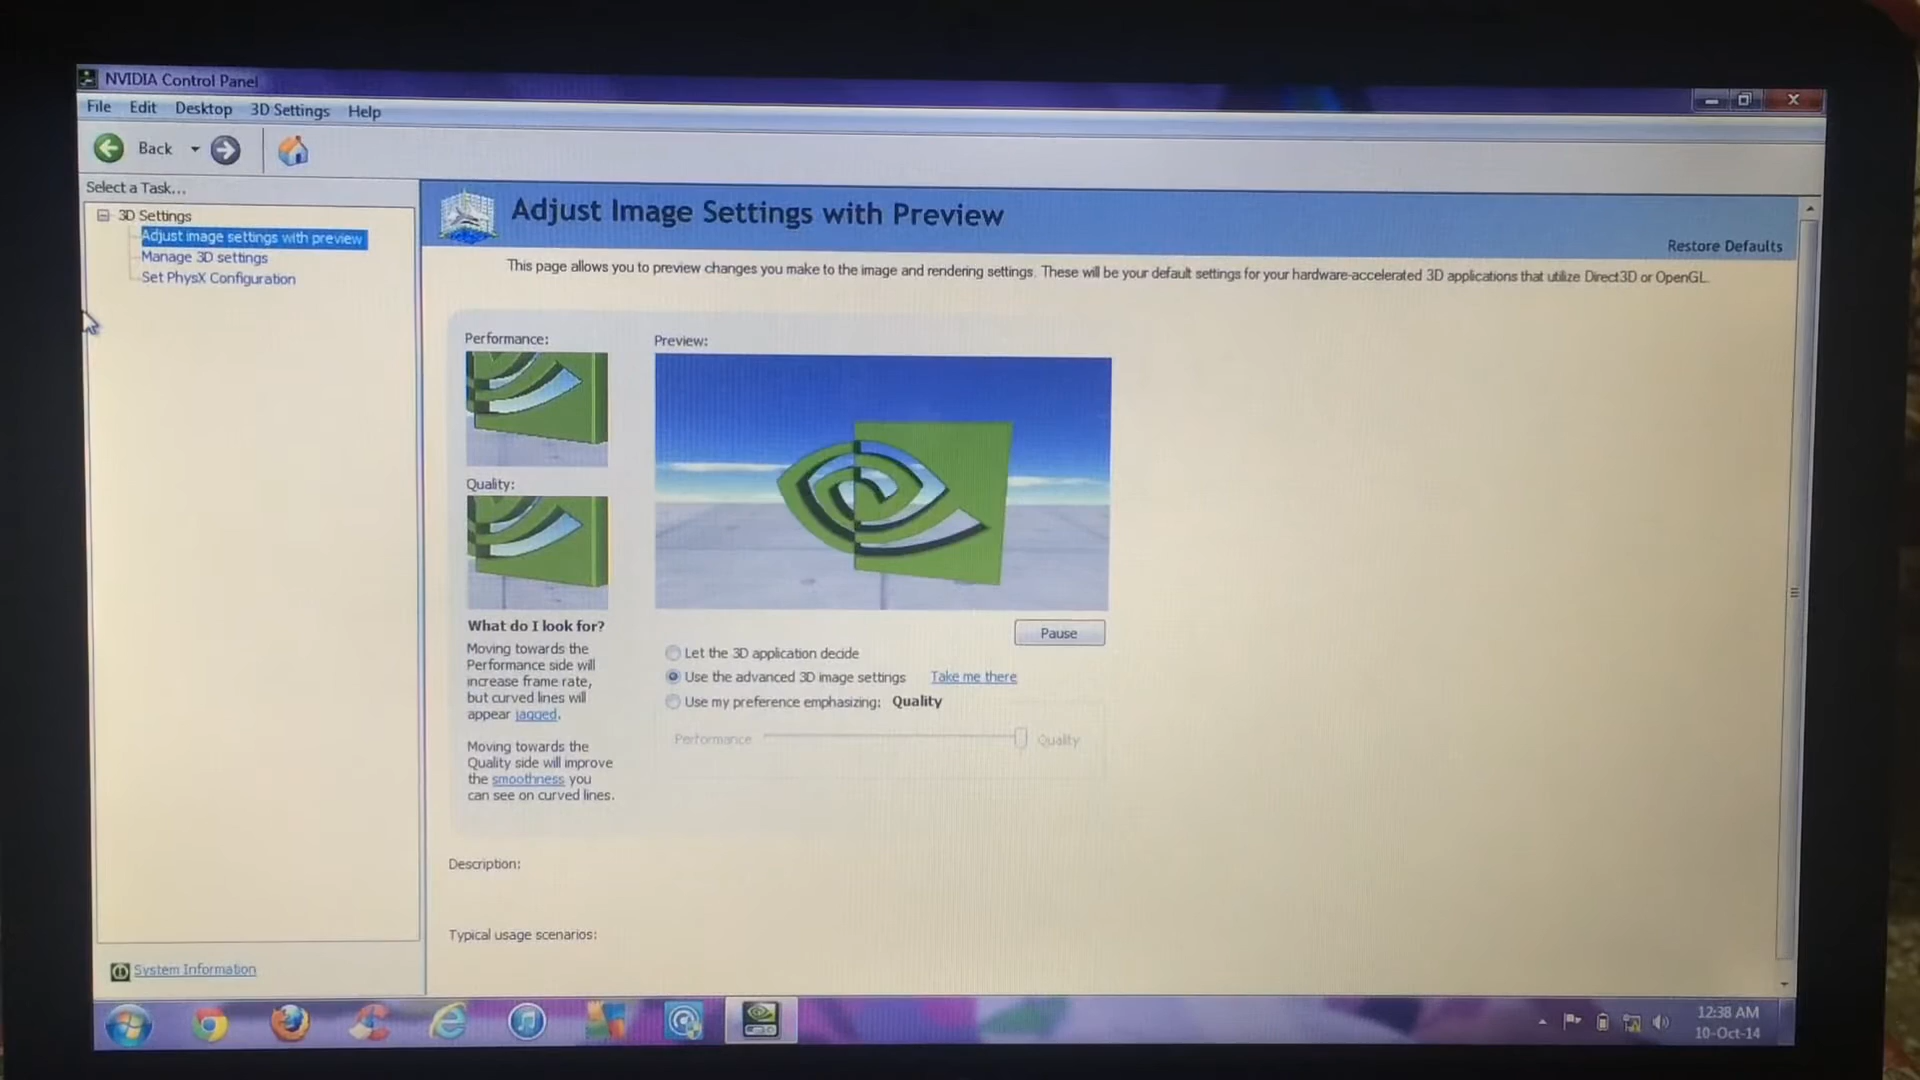 NVIDIA Control Panel
File Edit Desktop 3D Settings Help
Back
Select a Task...
3D Settings
Adjust image settings with preview
Manage 3D settings
Set PhysX Configuration
System Information
Adjust Image Settings with Preview
Restore Defaults
This page allows you to preview changes you make to the image and rendering settings. These will be your default settings for your hardware-accelerated 3D applications that utilize Direct3D or OpenGL.
Performance:
Quality:
What do I look for?
Moving towards the
Performance side will
increase frame rate,
but curved lines will
appear jagged.
Moving towards the
Quality side will improve
the smoothness you
can see on curved lines.
Preview:
Pause
Let the 3D application decide
Use the advanced 3D image settings Take me there
Use my preference emphasizing: Quality
Performance Quality
Description:
Typical usage scenarios:
12:38 AM
10-Oct-14